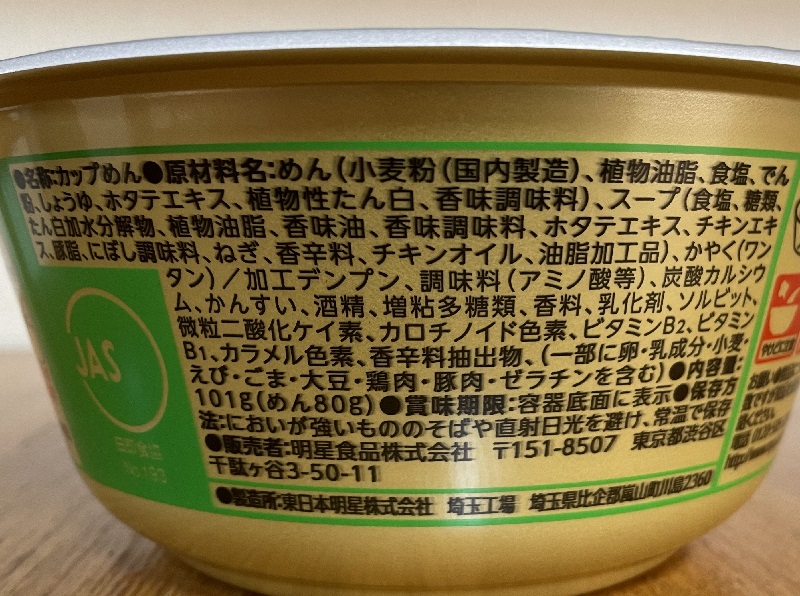 ●名称:カップめん●原材料名:めん(小麦粉(国内製造)、植物油脂、食塩、でん
粉、しょうゆ、ホタテエキス、植物性たん白、香味調味料)、スープ(食塩、糖類、
たん白加水分解物、植物油脂、香味油、香味調味料、ホタテエキス、チキンエキ
ス、豚脂、にぼし調味料、ねぎ、香辛料、チキンオイル、油脂加工品)、かやく(ワン
タン)/加工デンプン、調味料(アミノ酸等)、炭酸カルシウ
ム、かんすい、酒精、増粘多糖類、香料、乳化剤、ソルビット、
微粒二酸化ケイ素、カロチノイド色素、ビタミンB2、ビタミン
B1、カラメル色素、香辛料抽出物、(一部に卵・乳成分・小麦・
えび・ごま・大豆・鶏肉・豚肉・ゼラチンを含む)●内容量:
101g(めん80g)●賞味期限:容器底面に表示●保存方
法:においが強いもののそばや直射日光を避け、常温で保存
●販売者:明星食品株式会社 〒151-8507 東京都渋谷区
千駄ヶ谷3-50-11
●製造所:東日本明星株式会社 埼玉工場 埼玉県比企郡嵐山町川島2360
JAS
No.193